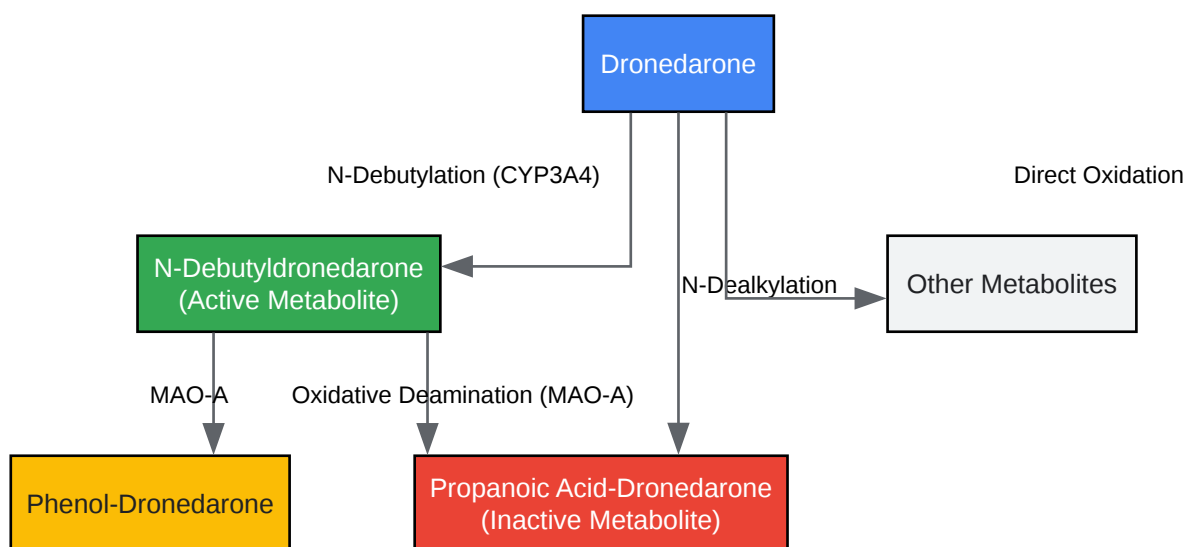 Dronedarone
N-Debutylation (CYP3A4)
Direct Oxidation
N-Debutyldronedarone
(Active Metabolite)
N-Dealkylation
Other Metabolites
MAO-A
Oxidative Deamination (MAO-A)
Phenol-Dronedarone
Propanoic Acid-Dronedarone
(Inactive Metabolite)